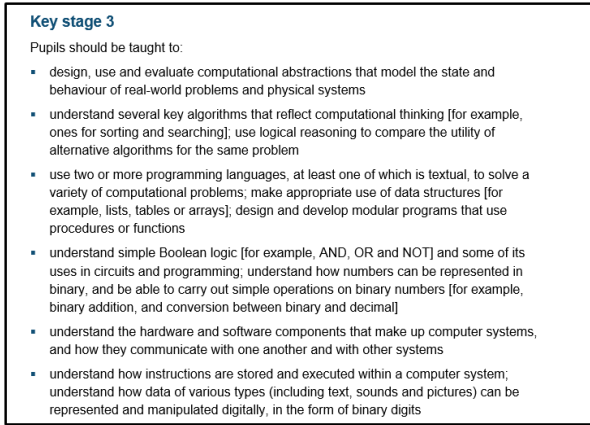 Key stage 3
Pupils should be taught to:
▪ design, use and evaluate computational abstractions that model the state and
behaviour of real-world problems and physical systems
▪ understand several key algorithms that reflect computational thinking [for example,
ones for sorting and searching]; use logical reasoning to compare the utility of
alternative algorithms for the same problem
▪ use two or more programming languages, at least one of which is textual, to solve a
variety of computational problems; make appropriate use of data structures [for
example, lists, tables or arrays]; design and develop modular programs that use
procedures or functions
▪ understand simple Boolean logic [for example, AND, OR and NOT] and some of its
uses in circuits and programming; understand how numbers can be represented in
binary, and be able to carry out simple operations on binary numbers [for example,
binary addition, and conversion between binary and decimal]
▪ understand the hardware and software components that make up computer systems,
and how they communicate with one another and with other systems
▪ understand how instructions are stored and executed within a computer system;
understand how data of various types (including text, sounds and pictures) can be
represented and manipulated digitally, in the form of binary digits